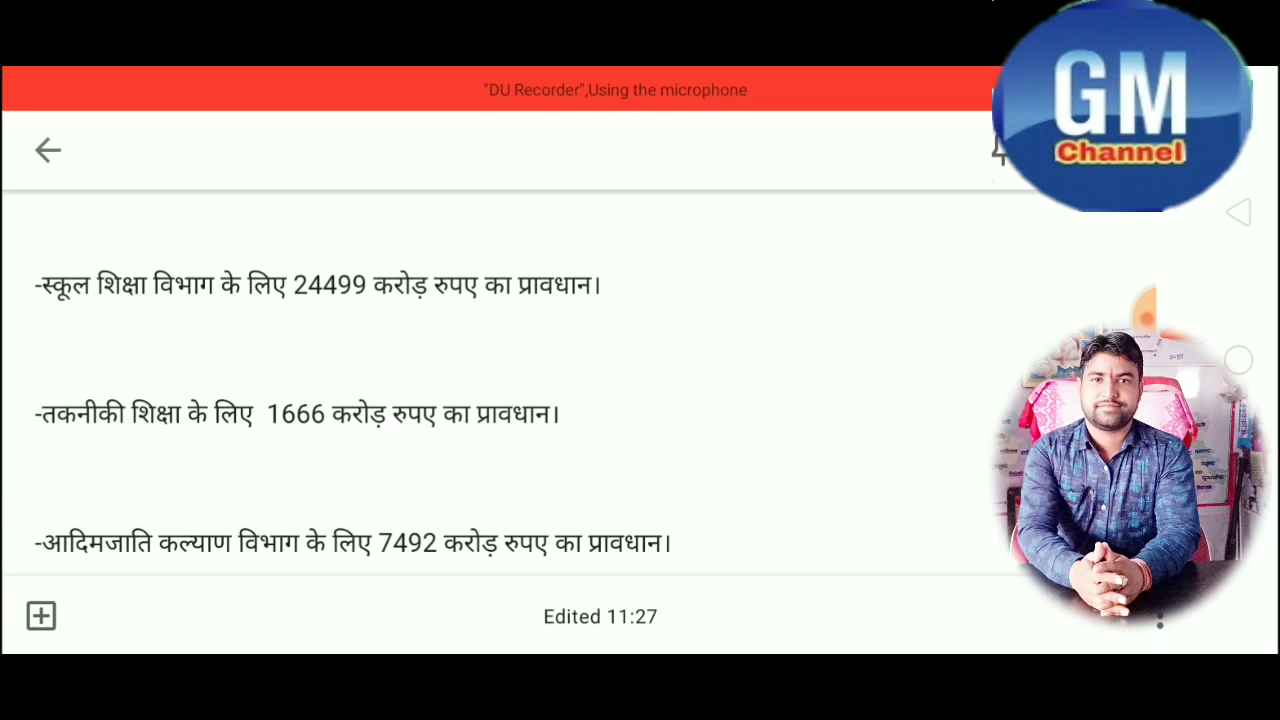 "DU Recorder",Using the microphone
GM
Channel
-स्कूल शिक्षा विभाग के लिए 24499 करोड़ रुपए का प्रावधान।
-तकनीकी शिक्षा के लिए  1666 करोड़ रुपए का प्रावधान।
-आदिमजाति कल्याण विभाग के लिए 7492 करोड़ रुपए का प्रावधान।
Edited 11:27